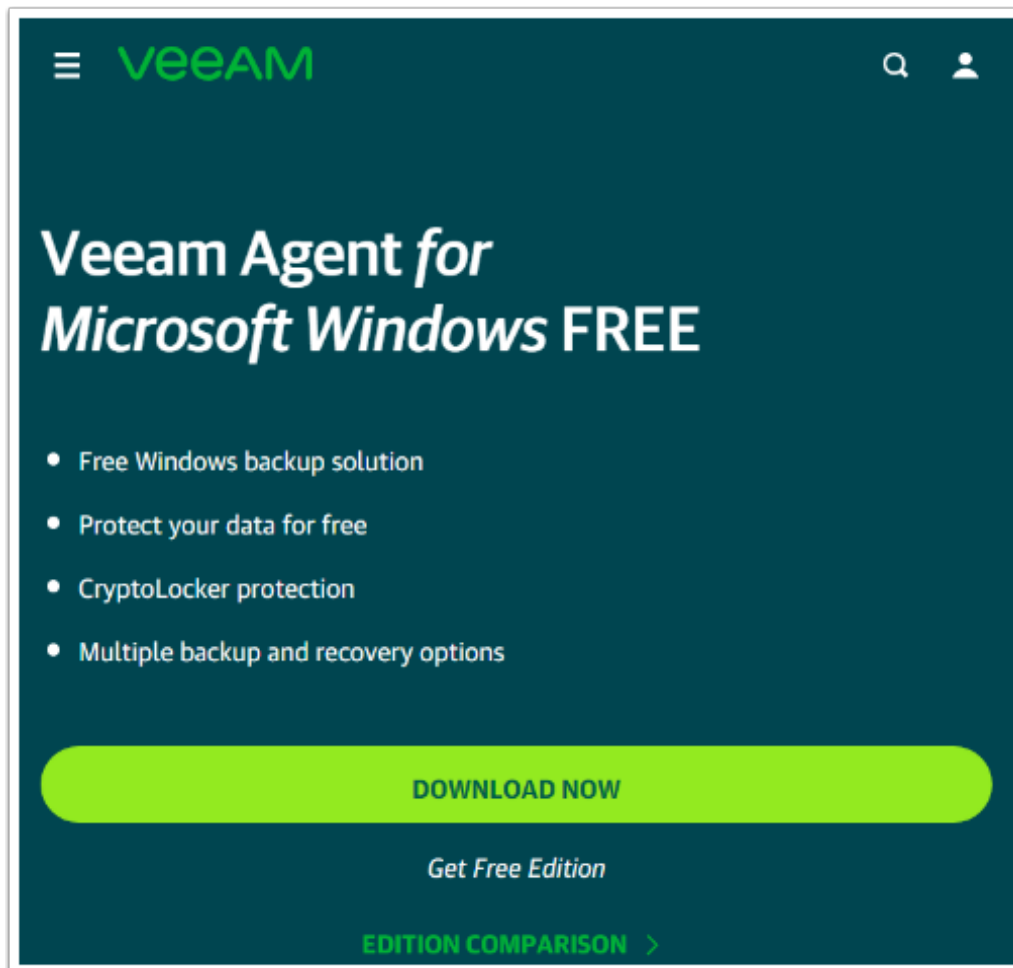 veeAM
Veeam Agent for
Microsoft Windows FREE
Free Windows backup solution
Protect your data for free
CryptoLocker protection
Multiple backup and recovery options
DOWNLOAD NOW
Get Free Edition
EDITION COMPARISON